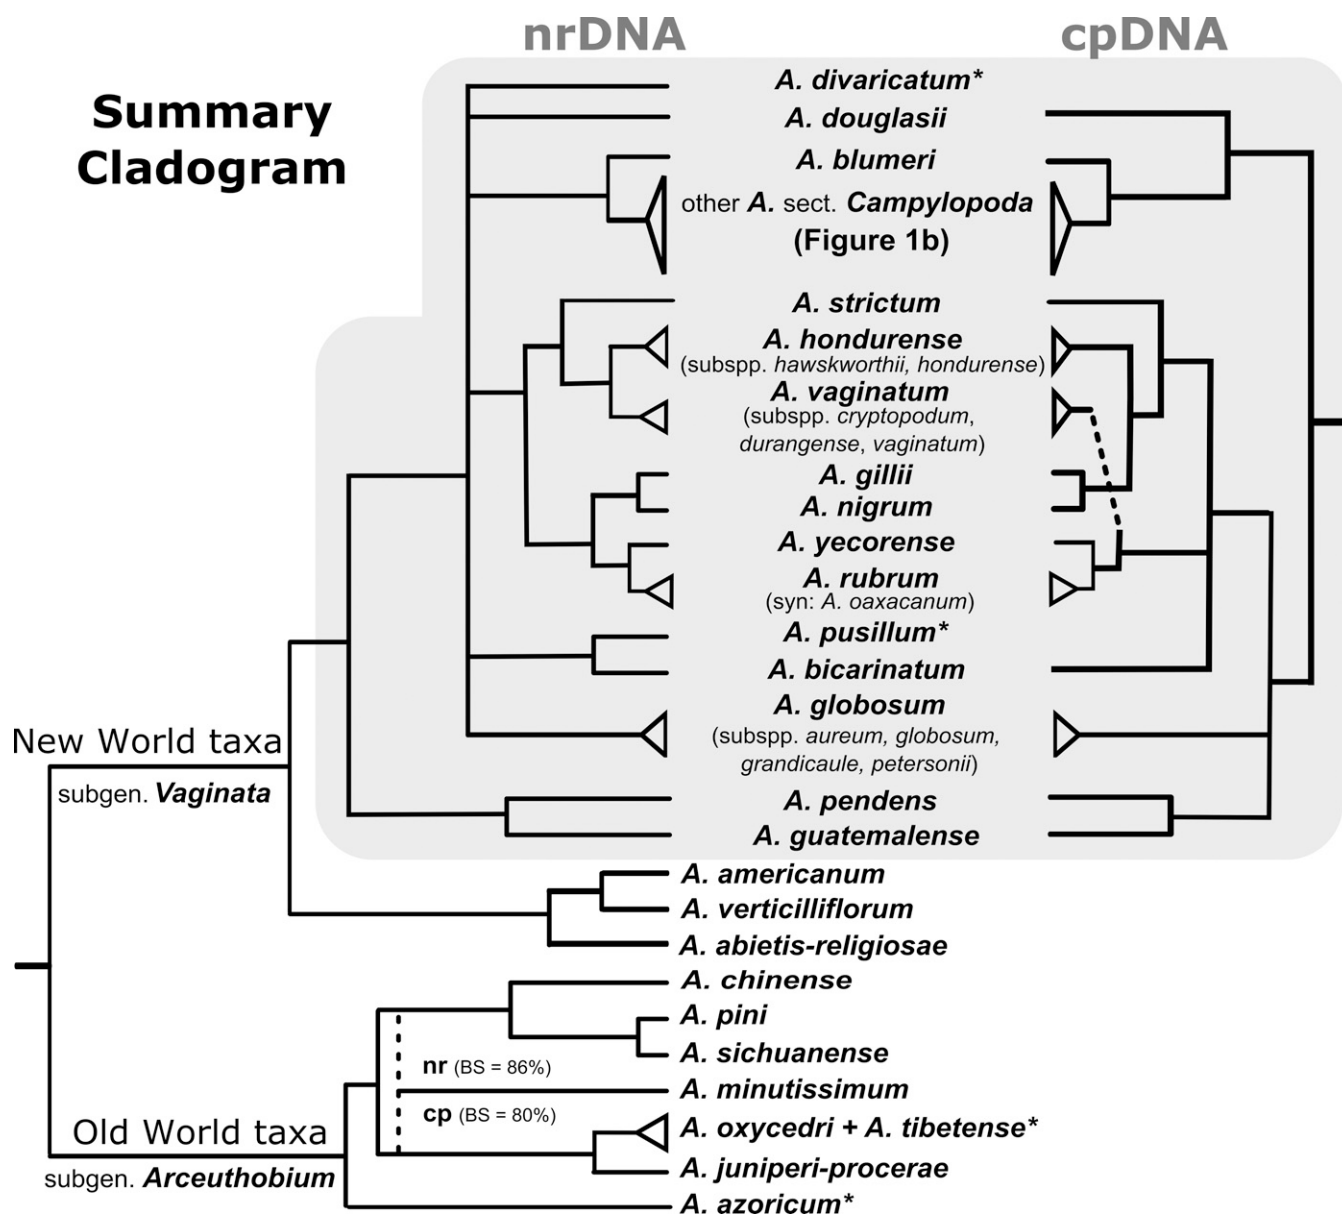 nrDNA
cpDNA
Summary
Cladogram
A. divaricatum*
A. douglasii
A. blumeri
other A. sect. Campylopoda
(Figure 1b)
A. strictum
A. hondurense
(subspp. hawskworthii, hondurense)
A. vaginatum
(subspp. cryptopodum,
durangense, vaginatum)
A. gillii
A. nigrum
A. yecorense
A. rubrum
(syn: A. oaxacanum)
A. pusillum*
A. bicarinatum
A. globosum
(subspp. aureum, globosum,
grandicaule, petersonii)
A. pendens
A. guatemalense
New World taxa
subgen. Vaginata
A. americanum
A. verticilliflorum
A. abietis-religiosae
A. chinense
A. pini
A. sichuanense
nr (BS = 86%)
A. minutissimum
cp (BS = 80%)
A. oxycedri + A. tibetense*
Old World taxa
subgen. Arceuthobium
A. juniperi-procerae
A. azoricum*